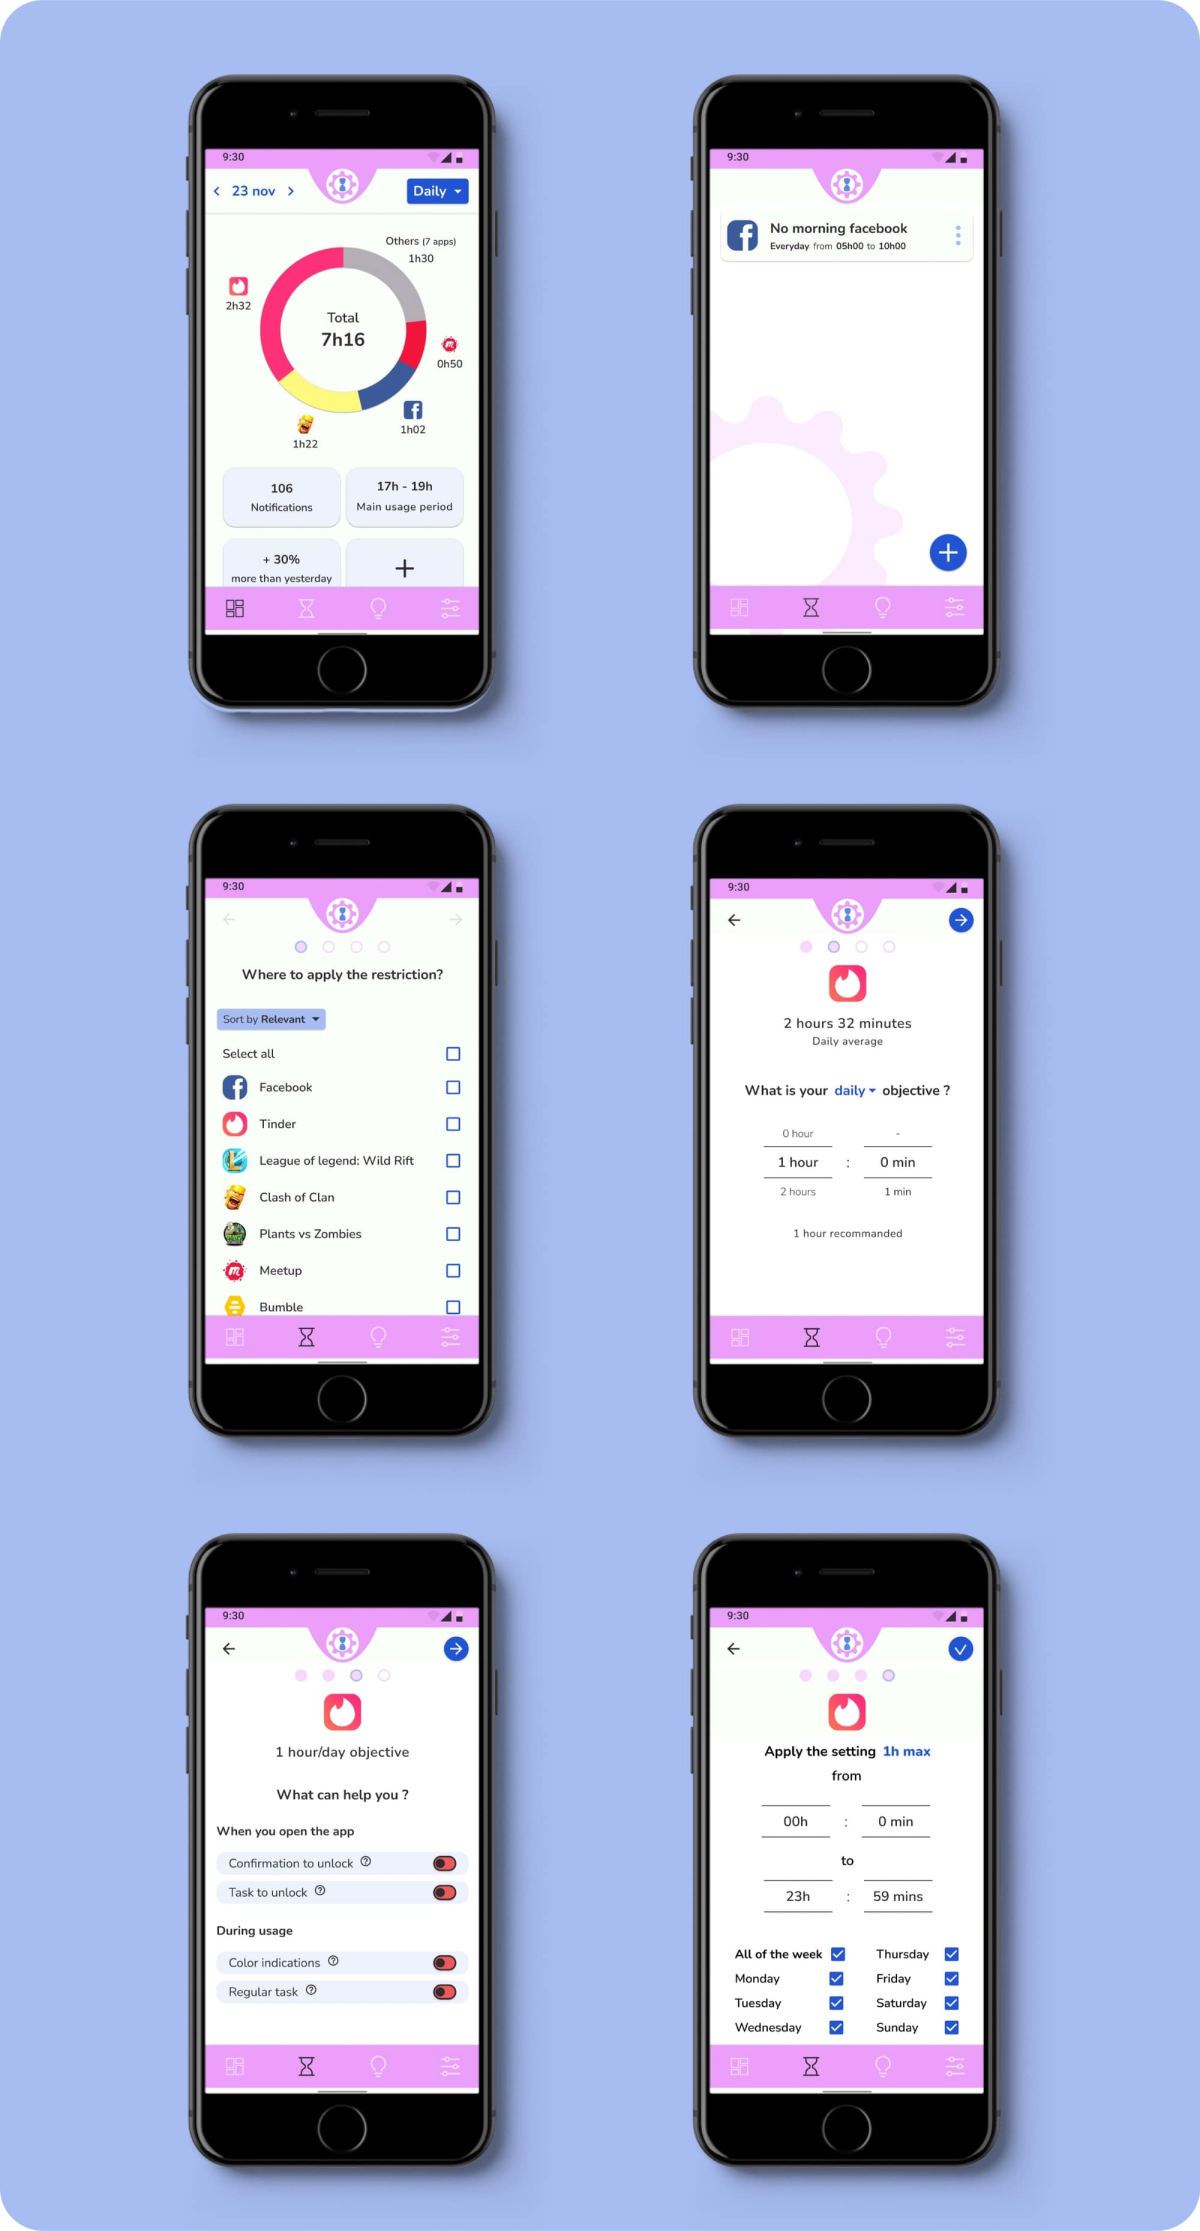 9:30
23 nov
Daily
Others (7 apps)
1h30
2h32
Total
7h16
0h50
1h02
1h22
106
Notifications
17h - 19h
Main usage period
+ 30%
more than yesterday
9:30
No morning facebook
Everyday from 05h00 to 10h00
9:30
Where to apply the restriction?
Sort by Relevant
Select all
Facebook
Tinder
League of legend: Wild Rift
Clash of Clan
Plants vs Zombies
Meetup
Bumble
9:30
2 hours 32 minutes
Daily average
What is your daily objective ?
0 hour -
1 hour : 0 min
2 hours 1 min
1 hour recommanded
9:30
1 hour/day objective
What can help you ?
When you open the app
Confirmation to unlock ?
Task to unlock ?
During usage
Color indications ?
Regular task ?
9:30
Apply the setting 1h max
from
00h : 0 min
to
23h : 59 mins
All of the week Thursday
Monday Friday
Tuesday Saturday
Wednesday Sunday